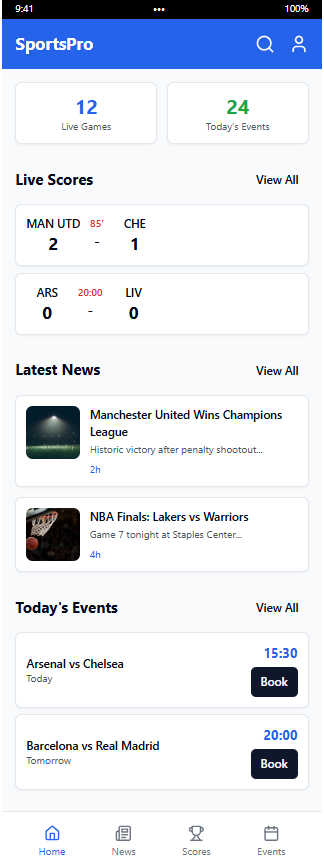 9:41 ••• 100%
SportsPro
12 24
Live Games Today's Events
Live Scores View All
MAN UTD 85' CHE
2 - 1
ARS 20:00 LIV
0 - 0
Latest News View All
Manchester United Wins Champions
League
Historic victory after penalty shootout...
2h
NBA Finals: Lakers vs Warriors
Game 7 tonight at Staples Center...
4h
Today's Events View All
Arsenal vs Chelsea
Today
15:30
Book
Barcelona vs Real Madrid
Tomorrow
20:00
Book
Home News Scores Events